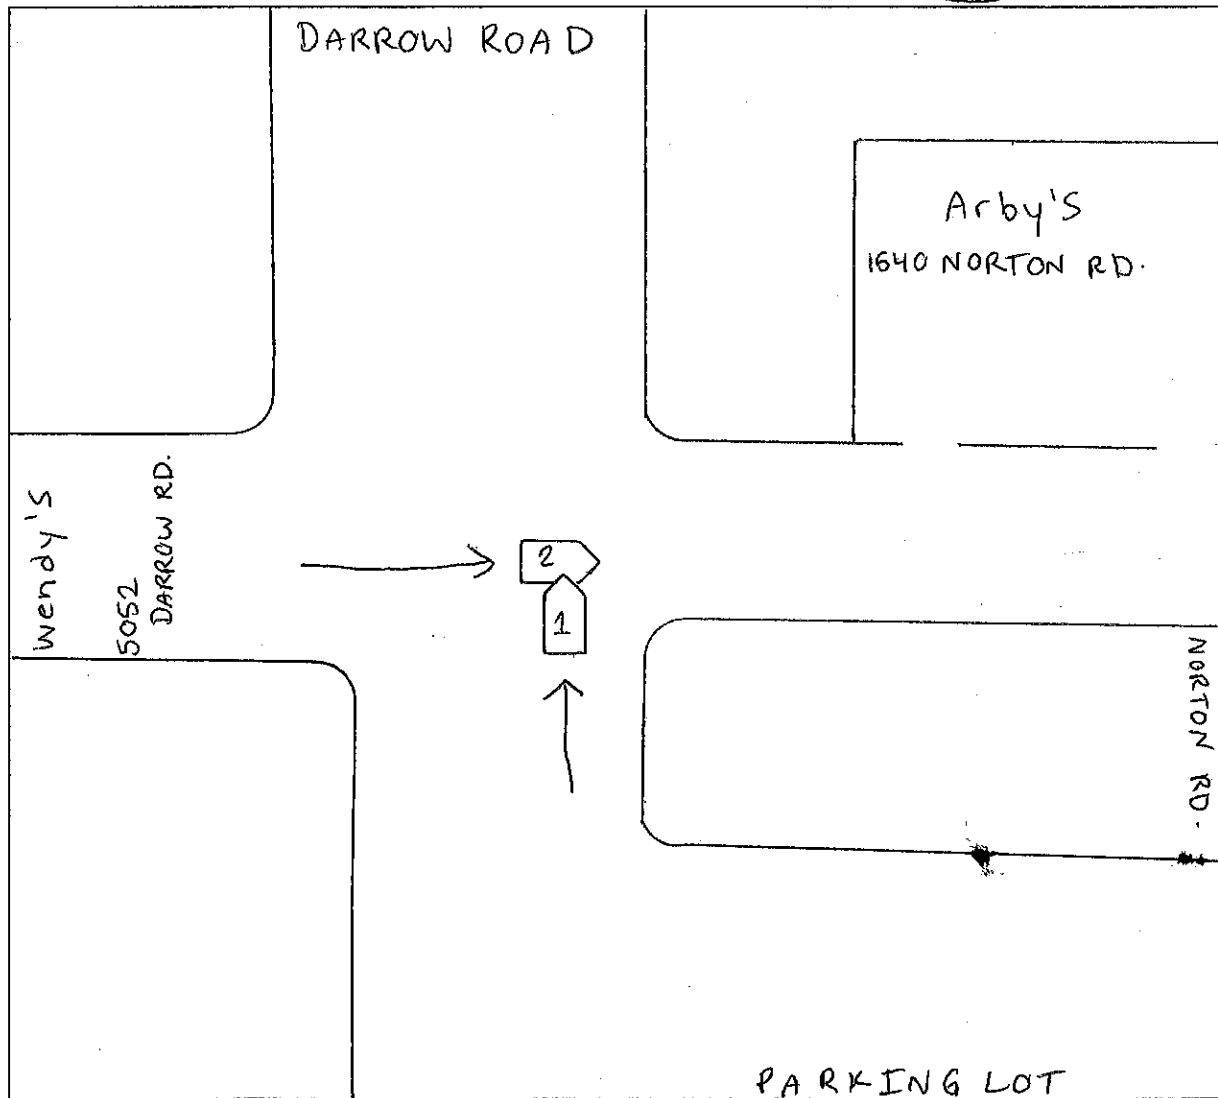 DARROW ROAD
Arby's
1640 NORTON RD.
Wendy's
5052
DARROW RD.
2
1
NORTON RD.
PARKING LOT